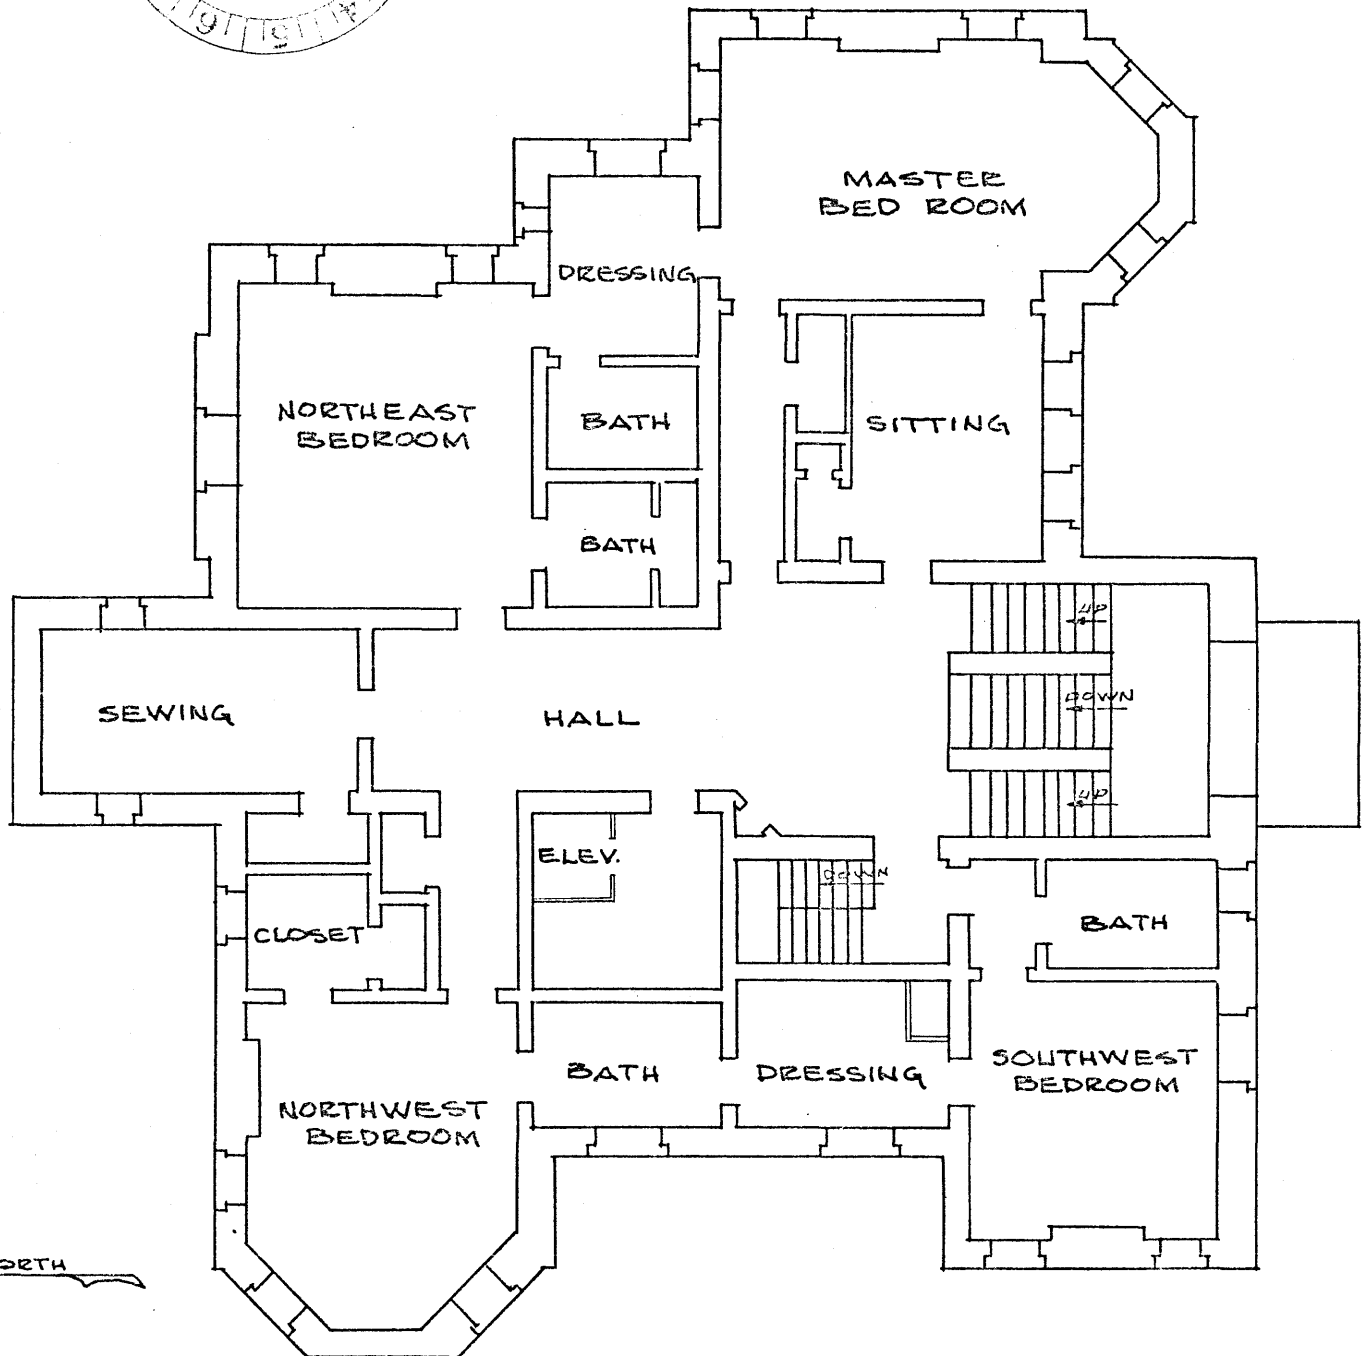 MASTER
BED ROOM
DRESSING
NORTHEAST
BEDROOM
BATH
SITTING
BATH
UP
SEWING
HALL
DOWN
UP
ELEV.
DOWN
CLOSET
BATH
BATH
DRESSING
SOUTHWEST
BEDROOM
NORTHWEST
BEDROOM
ORTH